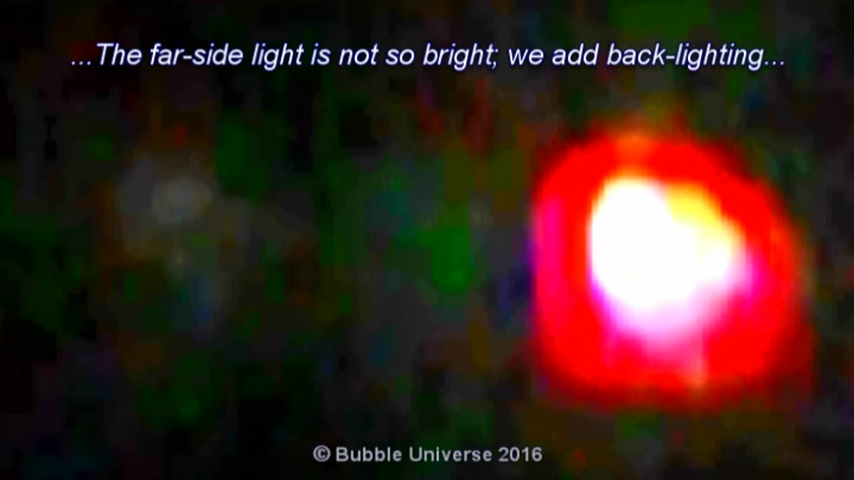 ...The far-side light is not so bright; we add back-lighting...
© Bubble Universe 2016